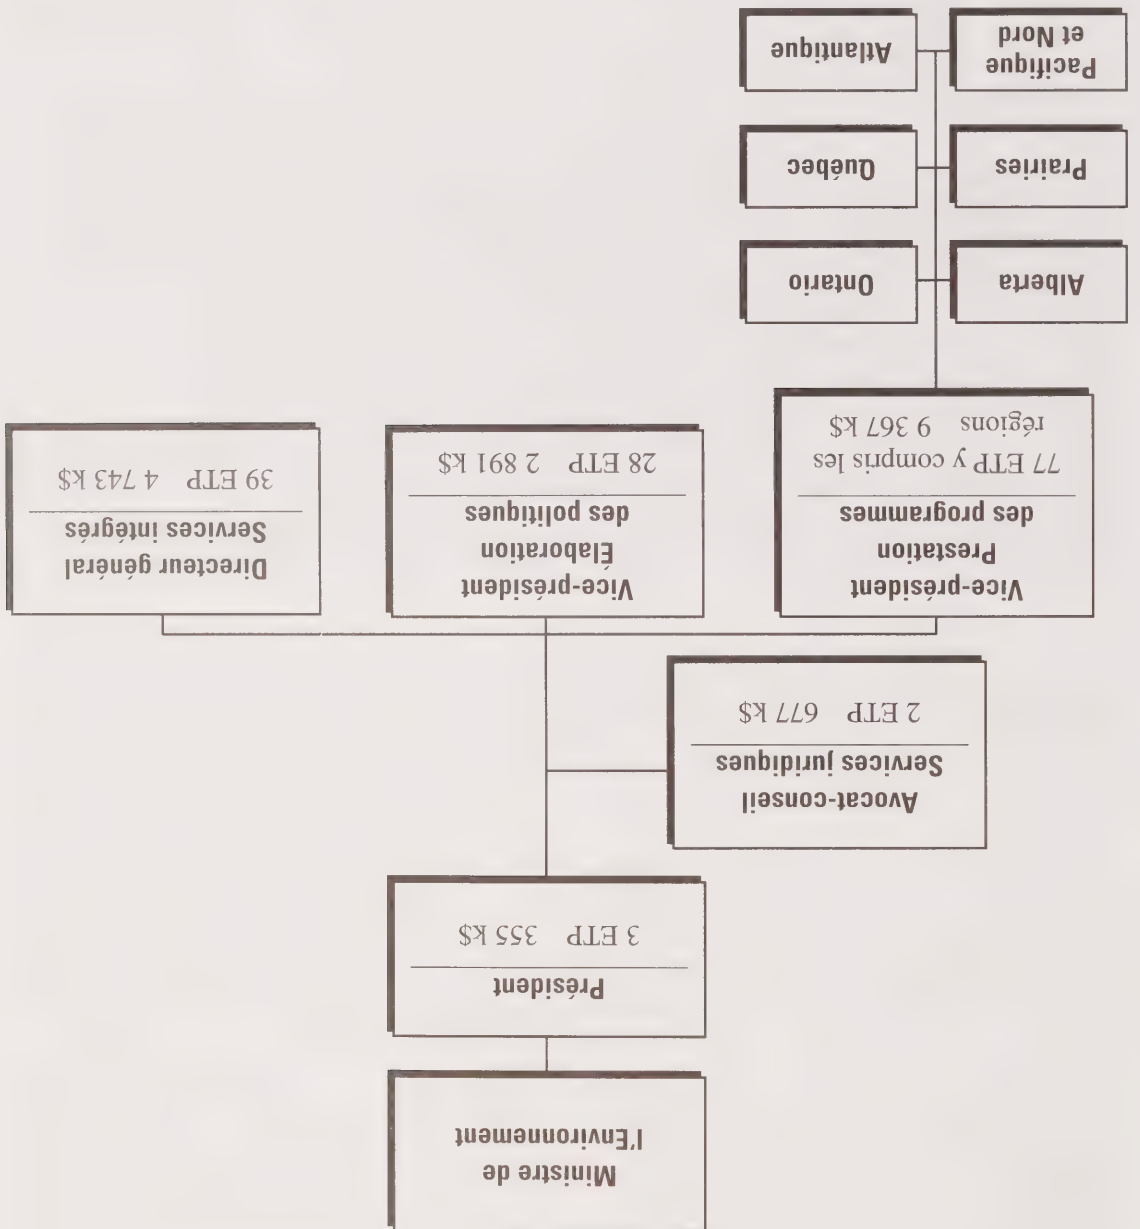 Ministre de
l'Environnement
Président
3 ETP 355 k$
Avocat-conseil
Services juridiques
2 ETP 677 k$
Vice-président
Prestation
des programmes
77 ETP y compris les
régions 9 367 k$
Vice-président
Élaboration
des politiques
28 ETP 2 891 k$
Directeur général
Services intégrés
39 ETP 4 743 k$
Alberta
Ontario
Prairies
Québec
Pacifique
et Nord
Atlantique